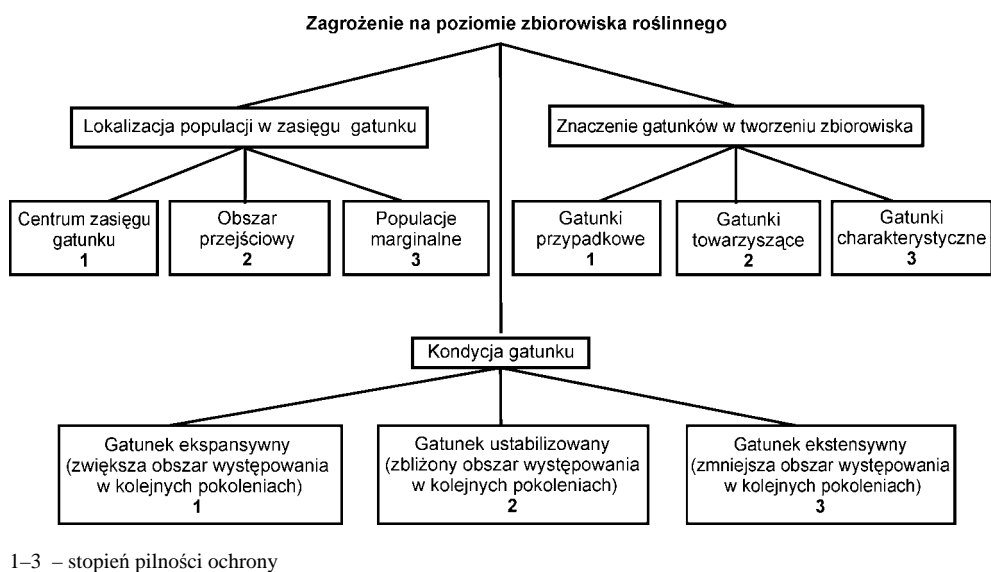 Zagrożenie na poziomie zbiorowiska roślinnego
Lokalizacja populacji w zasięgu gatunku
Znaczenie gatunków w tworzeniu zbiorowiska
Centrum zasięgu
gatunku
1
Obszar
przejściowy
2
Populacje
marginalne
3
Gatunki
przypadkowe
1
Gatunki
towarzyszące
2
Gatunki
charakterystyczne
3
Kondycja gatunku
Gatunek ekspansywny
(zwiększa obszar występowania
w kolejnych pokoleniach)
1
Gatunek ustabilizowany
(zbliżony obszar występowania
w kolejnych pokoleniach)
2
Gatunek ekstensywny
(zmniejsza obszar występowania
w kolejnych pokoleniach)
3
1–3 – stopień pilności ochrony